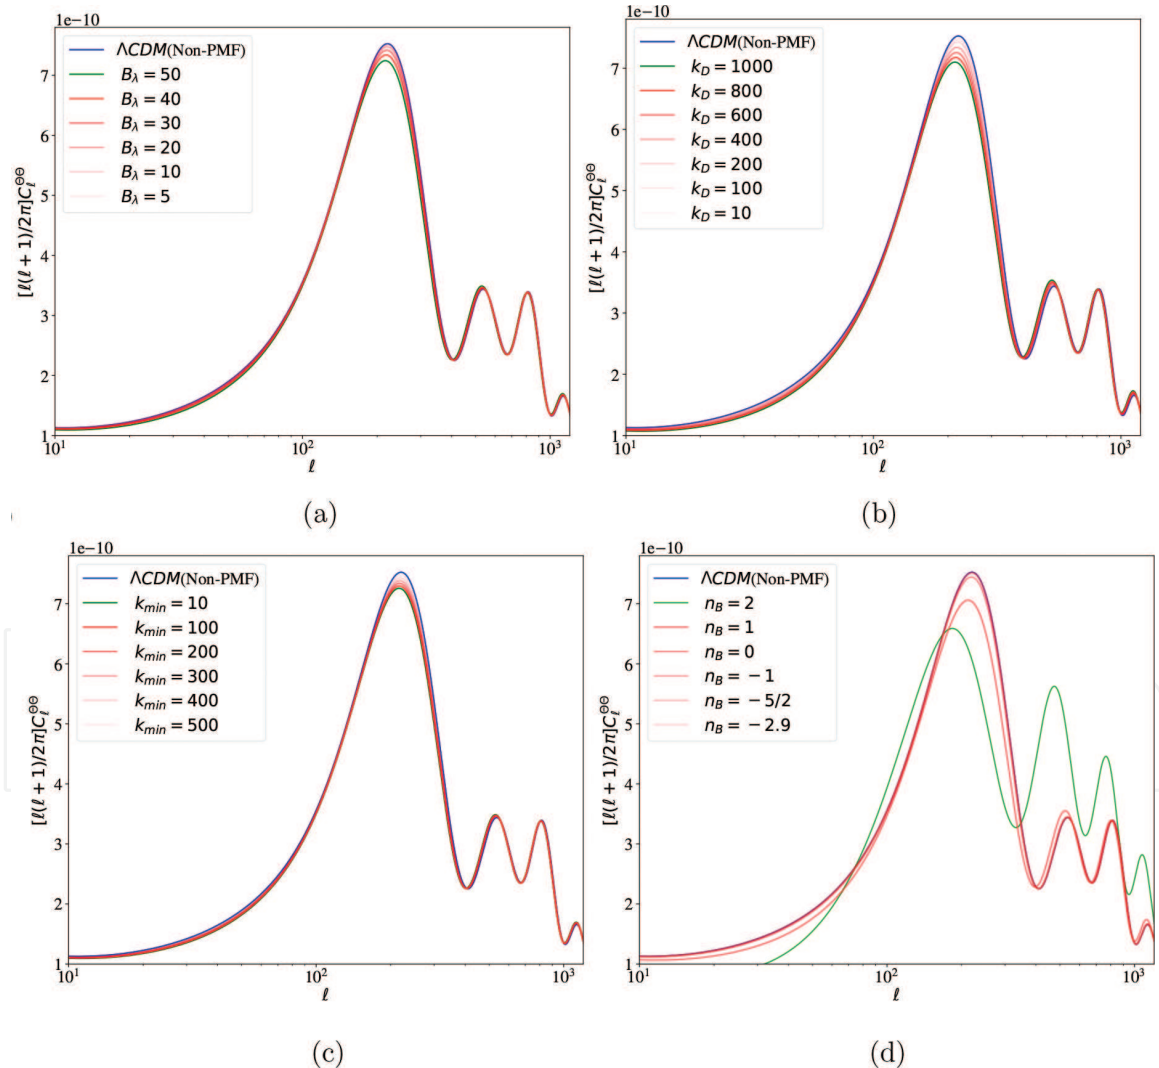 1e−10
ΛCDM(Non-PMF)
B_λ = 50
B_λ = 40
B_λ = 30
B_λ = 20
B_λ = 10
B_λ = 5
7
6
5
4
3
2
1
[ℓ(ℓ + 1)/2π]C_ℓ^ΘΘ
10^1
10^2
10^3
ℓ
(a)
1e−10
ΛCDM(Non-PMF)
k_D = 1000
k_D = 800
k_D = 600
k_D = 400
k_D = 200
k_D = 100
k_D = 10
7
6
5
4
3
2
1
[ℓ(ℓ + 1)/2π]C_ℓ^ΘΘ
10^1
10^2
10^3
ℓ
(b)
1e−10
ΛCDM(Non-PMF)
k_min = 10
k_min = 100
k_min = 200
k_min = 300
k_min = 400
k_min = 500
7
6
5
4
3
2
1
[ℓ(ℓ + 1)/2π]C_ℓ^ΘΘ
10^1
10^2
10^3
ℓ
(c)
1e−10
ΛCDM(Non-PMF)
n_B = 2
n_B = 1
n_B = 0
n_B = −1
n_B = −5/2
n_B = −2.9
7
6
5
4
3
2
1
[ℓ(ℓ + 1)/2π]C_ℓ^ΘΘ
10^1
10^2
10^3
ℓ
(d)